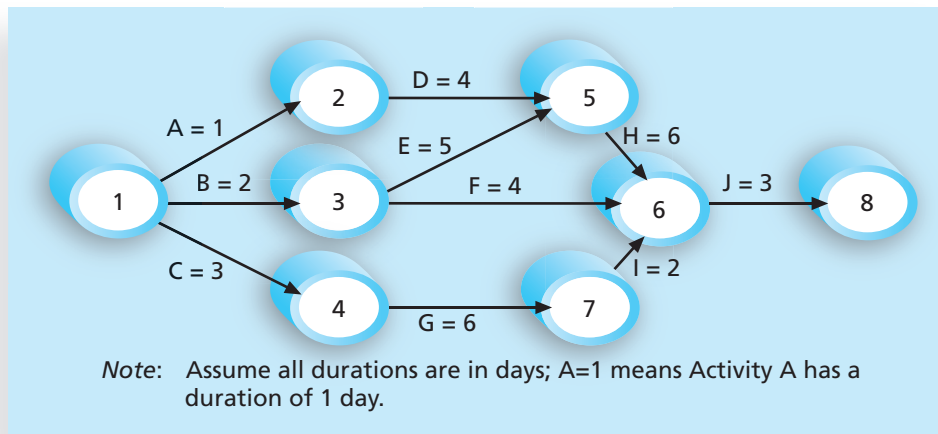 D = 4
2
5
A = 1
E = 5
H = 6
B = 2
F = 4
J = 3
1
3
6
8
C = 3
I = 2
4
7
G = 6
Note: Assume all durations are in days; A=1 means Activity A has a
duration of 1 day.